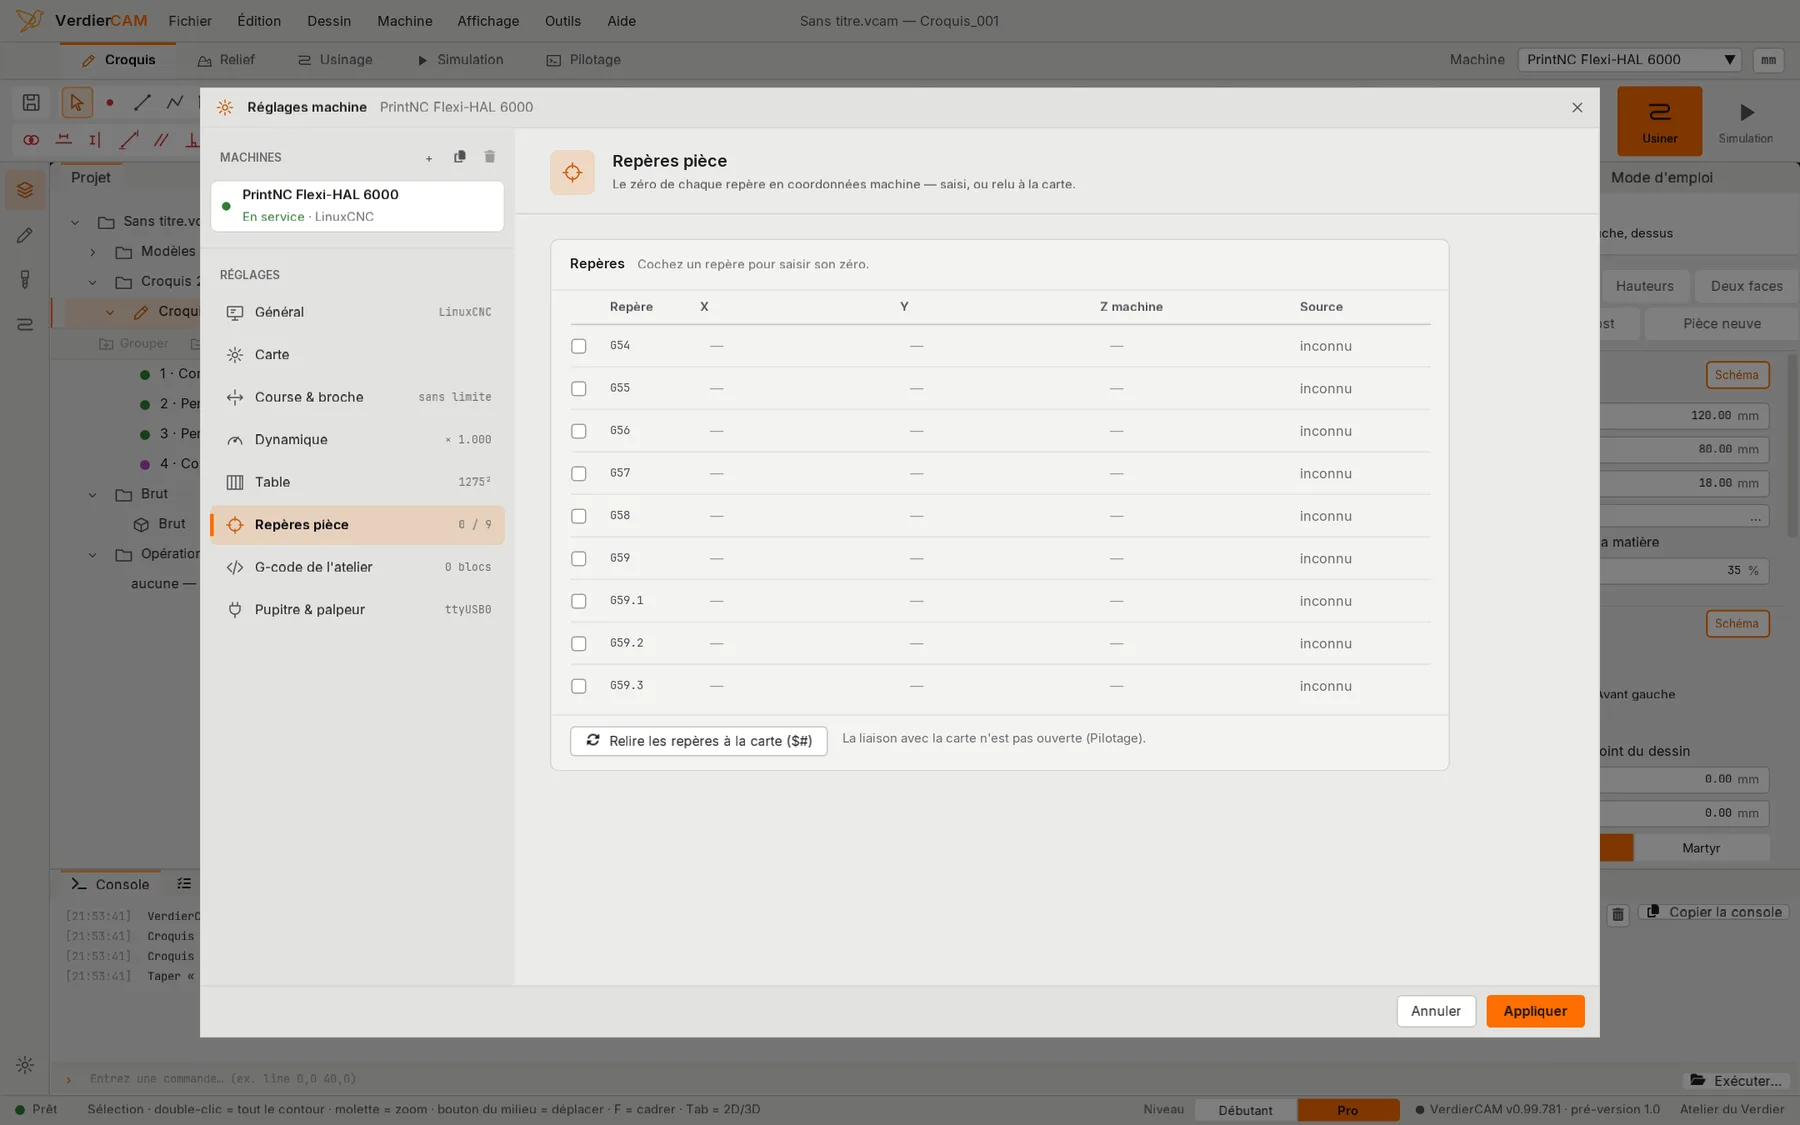 VerdierCAM Fichier Édition Dessin Machine Affichage Outils Aide Sans titre.vcam — Croquis_001
Croquis Relief Usinage Simulation Pilotage Machine PrintNC Flexi-HAL 6000 mm
Usiner Simulation
Réglages machine PrintNC Flexi-HAL 6000
MACHINES
PrintNC Flexi-HAL 6000
En service · LinuxCNC
RÉGLAGES
Général LinuxCNC
Carte
Course & broche sans limite
Dynamique × 1.000
Table 1275²
Repères pièce 0 / 9
G-code de l'atelier 0 blocs
Pupitre & palpeur ttyUSB0
Repères pièce
Le zéro de chaque repère en coordonnées machine — saisi, ou relu à la carte.
Repères Cochez un repère pour saisir son zéro.
Repère X Y Z machine Source
G54 — — — inconnu
G55 — — — inconnu
G56 — — — inconnu
G57 — — — inconnu
G58 — — — inconnu
G59 — — — inconnu
G59.1 — — — inconnu
G59.2 — — — inconnu
G59.3 — — — inconnu
Relire les repères à la carte ($#) La liaison avec la carte n'est pas ouverte (Pilotage).
Annuler Appliquer
Projet
Sans titre.vc
Modèles
Croquis 2
Croqui
Grouper
1 · Con
2 · Per
3 · Per
4 · Co
Brut
Brut
Opération
aucune —
Mode d'emploi
che, dessus
Hauteurs Deux faces
ost Pièce neuve
Schéma
120.00 mm
80.00 mm
18.00 mm
...
a matière
35 %
Schéma
Avant gauche
oint du dessin
0.00 mm
0.00 mm
Martyr
Console
Copier la console
[21:53:41] VerdierC
[21:53:41] Croquis
[21:53:41] Croquis
[21:53:41] Taper «
Entrez une commande… (ex. line 0,0 40,0)
Exécuter...
Prêt Sélection · double-clic = tout le contour · molette = zoom · bouton du milieu = déplacer · F = cadrer · Tab = 2D/3D Niveau Débutant Pro VerdierCAM v0.99.781 · pré-version 1.0 Atelier du Verdier